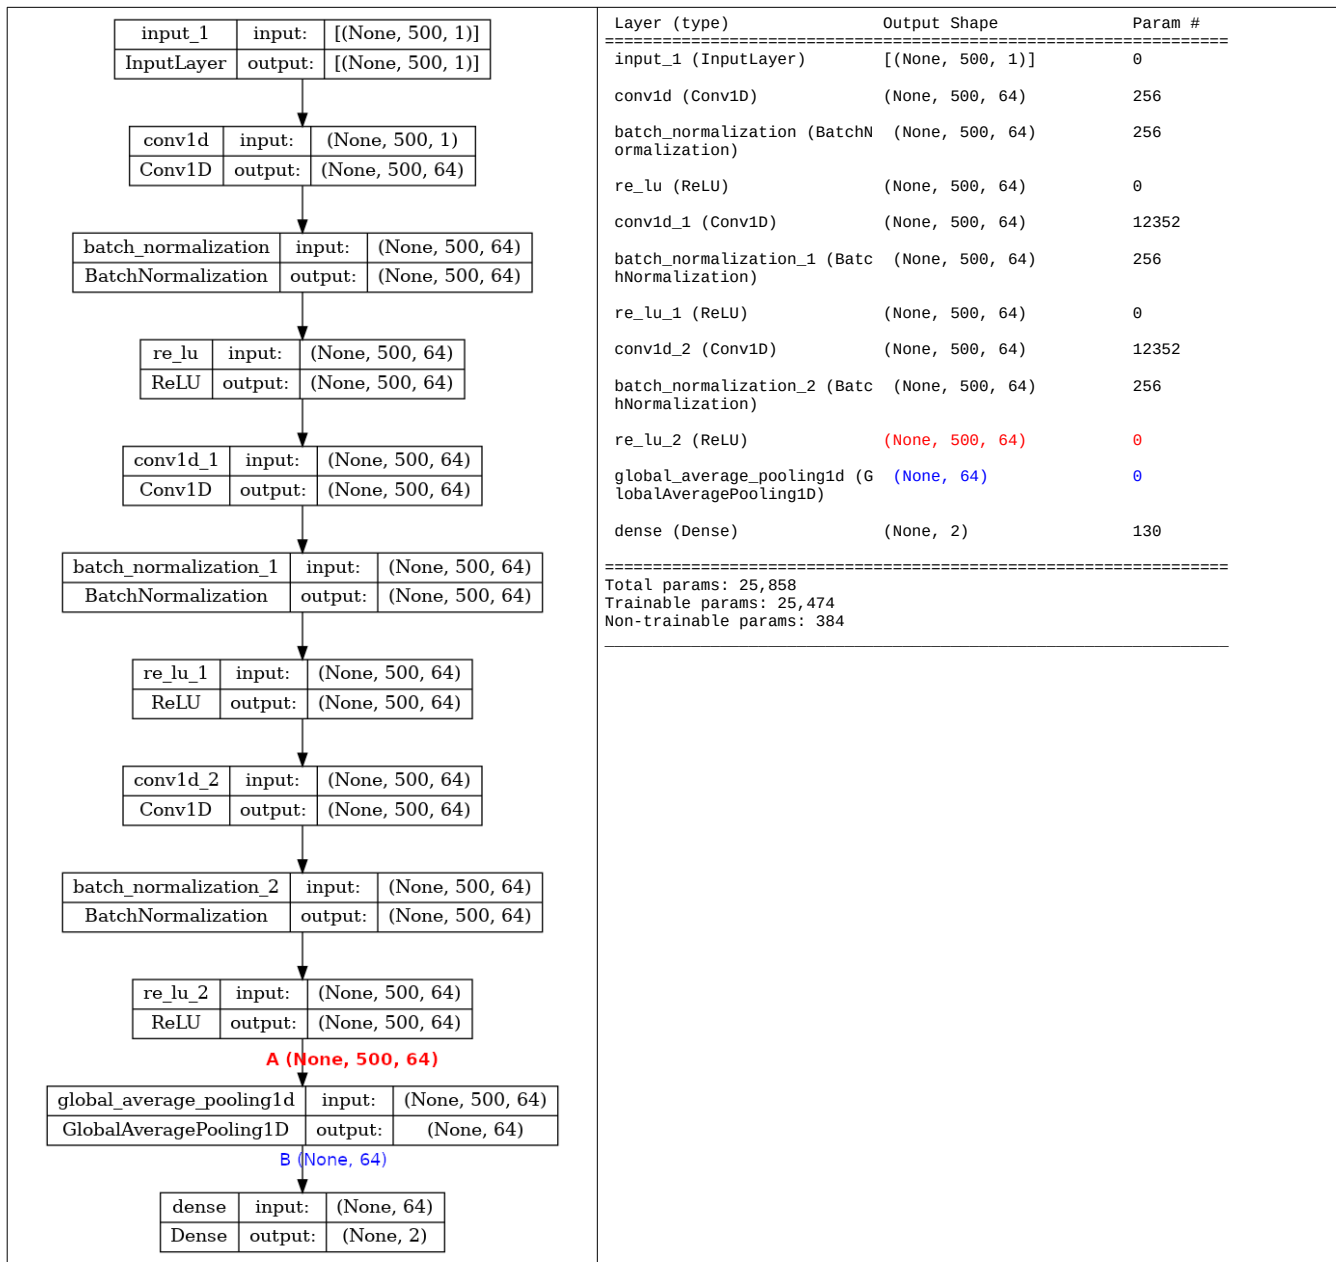 input_1 input: [(None, 500, 1)]
InputLayer output: [(None, 500, 1)]
conv1d input: (None, 500, 1)
Conv1D output: (None, 500, 64)
batch_normalization input: (None, 500, 64)
BatchNormalization output: (None, 500, 64)
re_lu input: (None, 500, 64)
ReLU output: (None, 500, 64)
conv1d_1 input: (None, 500, 64)
Conv1D output: (None, 500, 64)
batch_normalization_1 input: (None, 500, 64)
BatchNormalization output: (None, 500, 64)
re_lu_1 input: (None, 500, 64)
ReLU output: (None, 500, 64)
conv1d_2 input: (None, 500, 64)
Conv1D output: (None, 500, 64)
batch_normalization_2 input: (None, 500, 64)
BatchNormalization output: (None, 500, 64)
re_lu_2 input: (None, 500, 64)
ReLU output: (None, 500, 64)
A (None, 500, 64)
global_average_pooling1d input: (None, 500, 64)
GlobalAveragePooling1D output: (None, 64)
B (None, 64)
dense input: (None, 64)
Dense output: (None, 2)
Layer (type) Output Shape Param #
=================================================================
input_1 (InputLayer) [(None, 500, 1)] 0
conv1d (Conv1D) (None, 500, 64) 256
batch_normalization (BatchN (None, 500, 64) 256
ormalization)
re_lu (ReLU) (None, 500, 64) 0
conv1d_1 (Conv1D) (None, 500, 64) 12352
batch_normalization_1 (Batc (None, 500, 64) 256
hNormalization)
re_lu_1 (ReLU) (None, 500, 64) 0
conv1d_2 (Conv1D) (None, 500, 64) 12352
batch_normalization_2 (Batc (None, 500, 64) 256
hNormalization)
re_lu_2 (ReLU) (None, 500, 64) 0
global_average_pooling1d (G (None, 64) 0
lobalAveragePooling1D)
dense (Dense) (None, 2) 130
=================================================================
Total params: 25,858
Trainable params: 25,474
Non-trainable params: 384
_________________________________________________________________